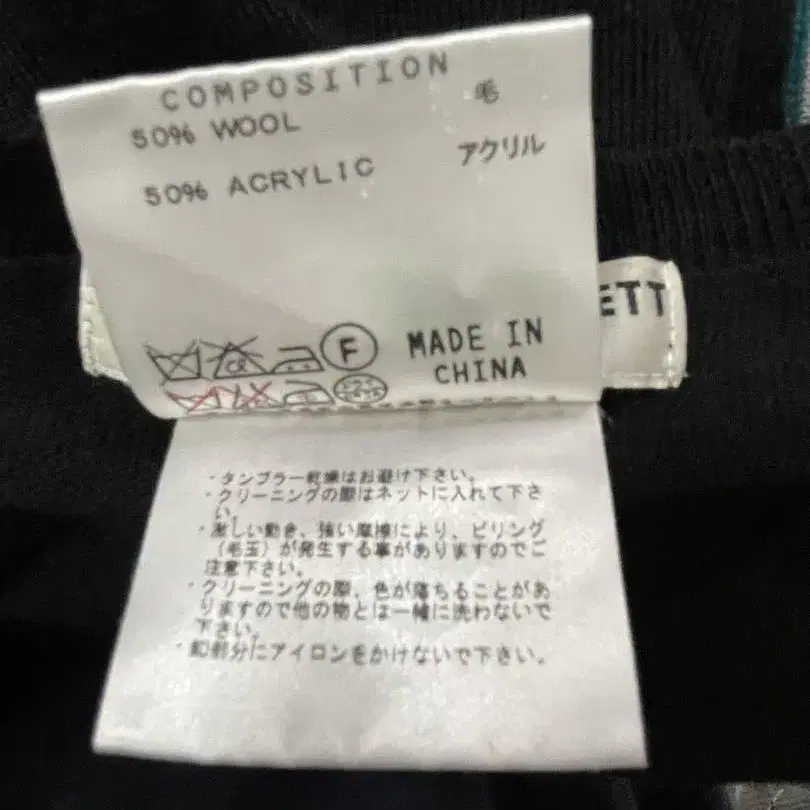 COMPOSITION
50% WOOL 毛
50% ACRYLIC アクリル
ETT
F MADE IN
CHINA
・タンブラー乾燥はお避け下さい。
・クリーニングの際はネットに入れて下さ
い。
・激しい動き、強い摩擦により、ピリング
(毛玉)が発生する事がありますのでご
注意下さい。
・クリーニングの際、色が落ちることがあ
りますので他の物とは一緒に洗わないで
下さい。
部分にアイロンをかけないで下さい。